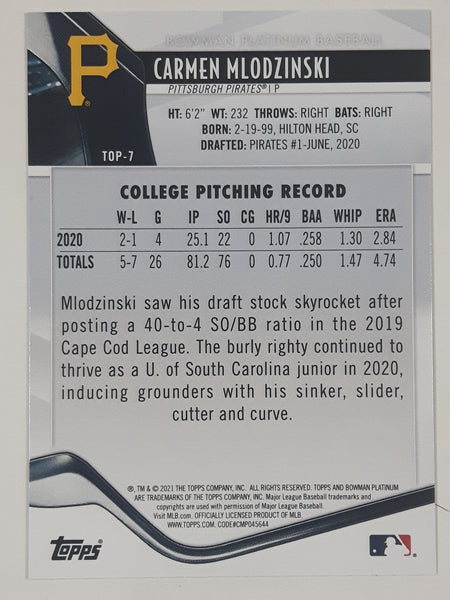 P
BOWMAN PLATINUM BASEBALL
CARMEN MLODZINSKI
PITTSBURGH PIRATES® | P
HT: 6'2" WT: 232 THROWS: RIGHT BATS: RIGHT
BORN: 2-19-99, HILTON HEAD, SC
DRAFTED: PIRATES #1-JUNE, 2020
TOP-7
COLLEGE PITCHING RECORD
W-L G IP SO CG HR/9 BAA WHIP ERA
2020 2-1 4 25.1 22 0 1.07 .258 1.30 2.84
TOTALS 5-7 26 81.2 76 0 0.77 .250 1.47 4.74
Mlodzinski saw his draft stock skyrocket after
posting a 40-to-4 SO/BB ratio in the 2019
Cape Cod League. The burly righty continued to
thrive as a U. of South Carolina junior in 2020,
inducing grounders with his sinker, slider,
cutter and curve.
®, TM & © 2021 THE TOPPS COMPANY, INC. ALL RIGHTS RESERVED. TOPPS AND BOWMAN PLATINUM
ARE TRADEMARKS OF THE TOPPS COMPANY, INC. Major League Baseball trademarks and
copyrights are used with permission of Major League Baseball.
Visit MLB.com. OFFICIALLY LICENSED PRODUCT OF MLB.
WWW.TOPPS.COM. CODE#CMP045644
TOPPS